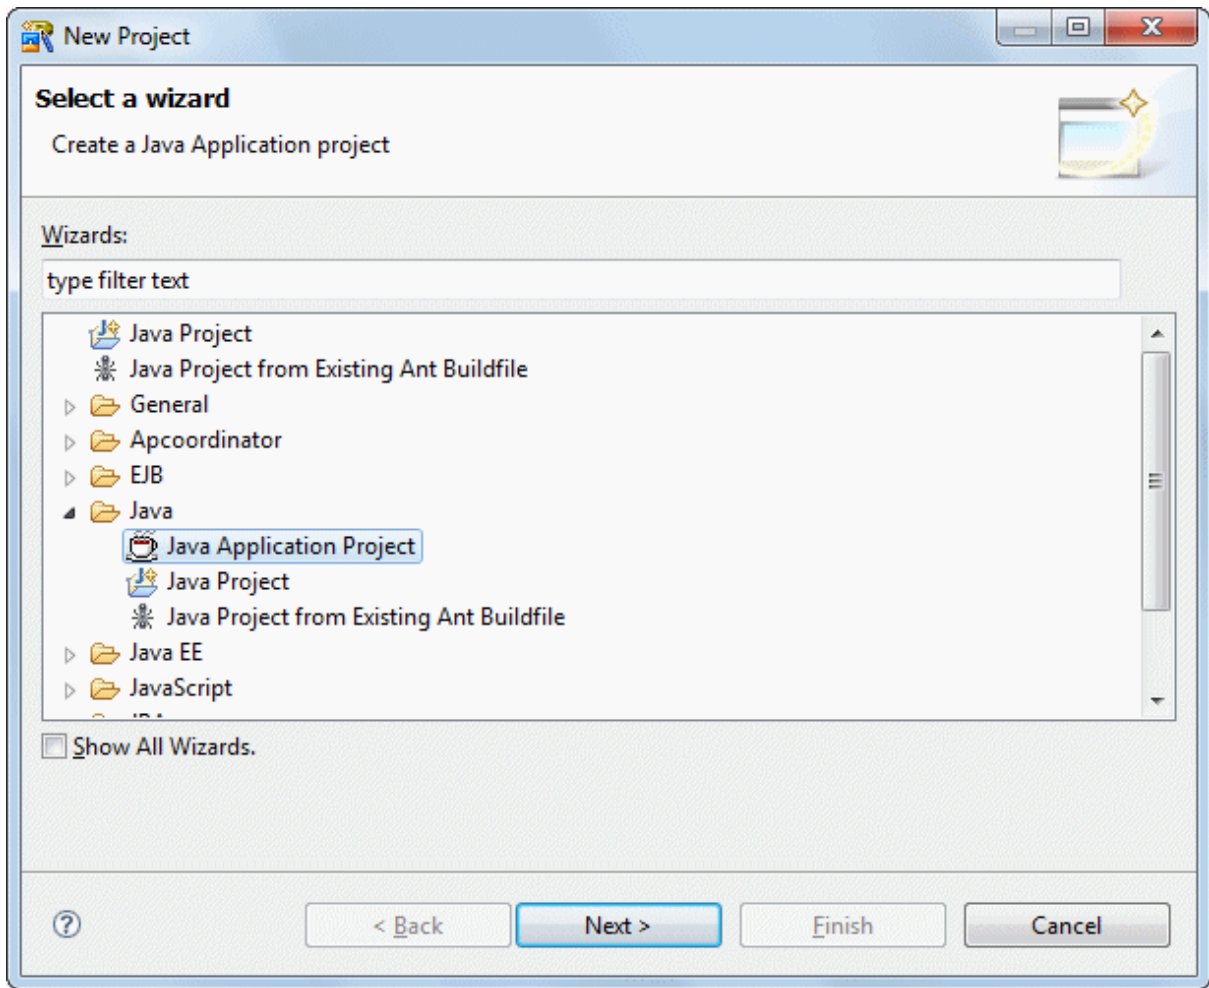 New Project
Select a wizard
Create a Java Application project
Wizards:
type filter text
Java Project
Java Project from Existing Ant Buildfile
General
Apcoordinator
EJB
Java
Java Application Project
Java Project
Java Project from Existing Ant Buildfile
Java EE
JavaScript
Show All Wizards.
< Back Next > Finish Cancel